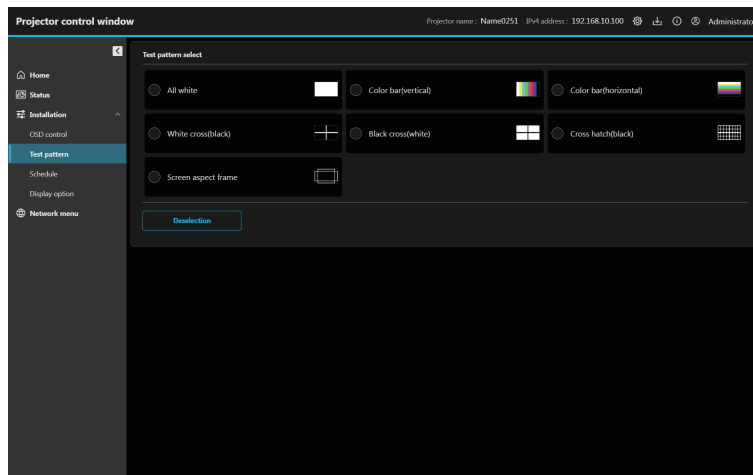 Projector control window
Projector name : Name0251 IPv4 address : 192.168.10.100 Administrato
Test pattern select
Home
Status
Installation
OSD control
Test pattern
Schedule
Display option
Network menu
All white
Color bar(vertical)
Color bar(horizontal)
White cross(black)
Black cross(white)
Cross hatch(black)
Screen aspect frame
Deselection